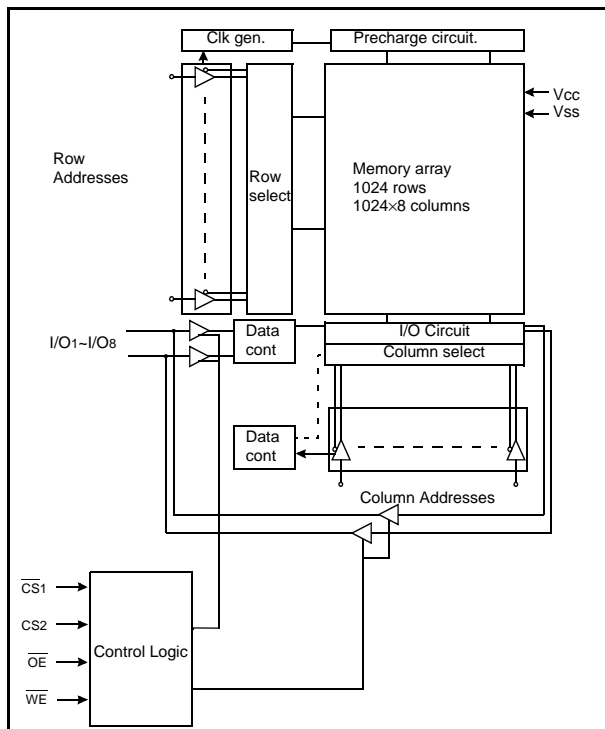 Clk gen.
Precharge circuit.
Vcc
Vss
Row
Addresses
Row
select
Memory array
1024 rows
1024×8 columns
I/O1~I/O8
Data
cont
I/O Circuit
Column select
Data
cont
Column Addresses
CS1
CS2
OE
WE
Control Logic